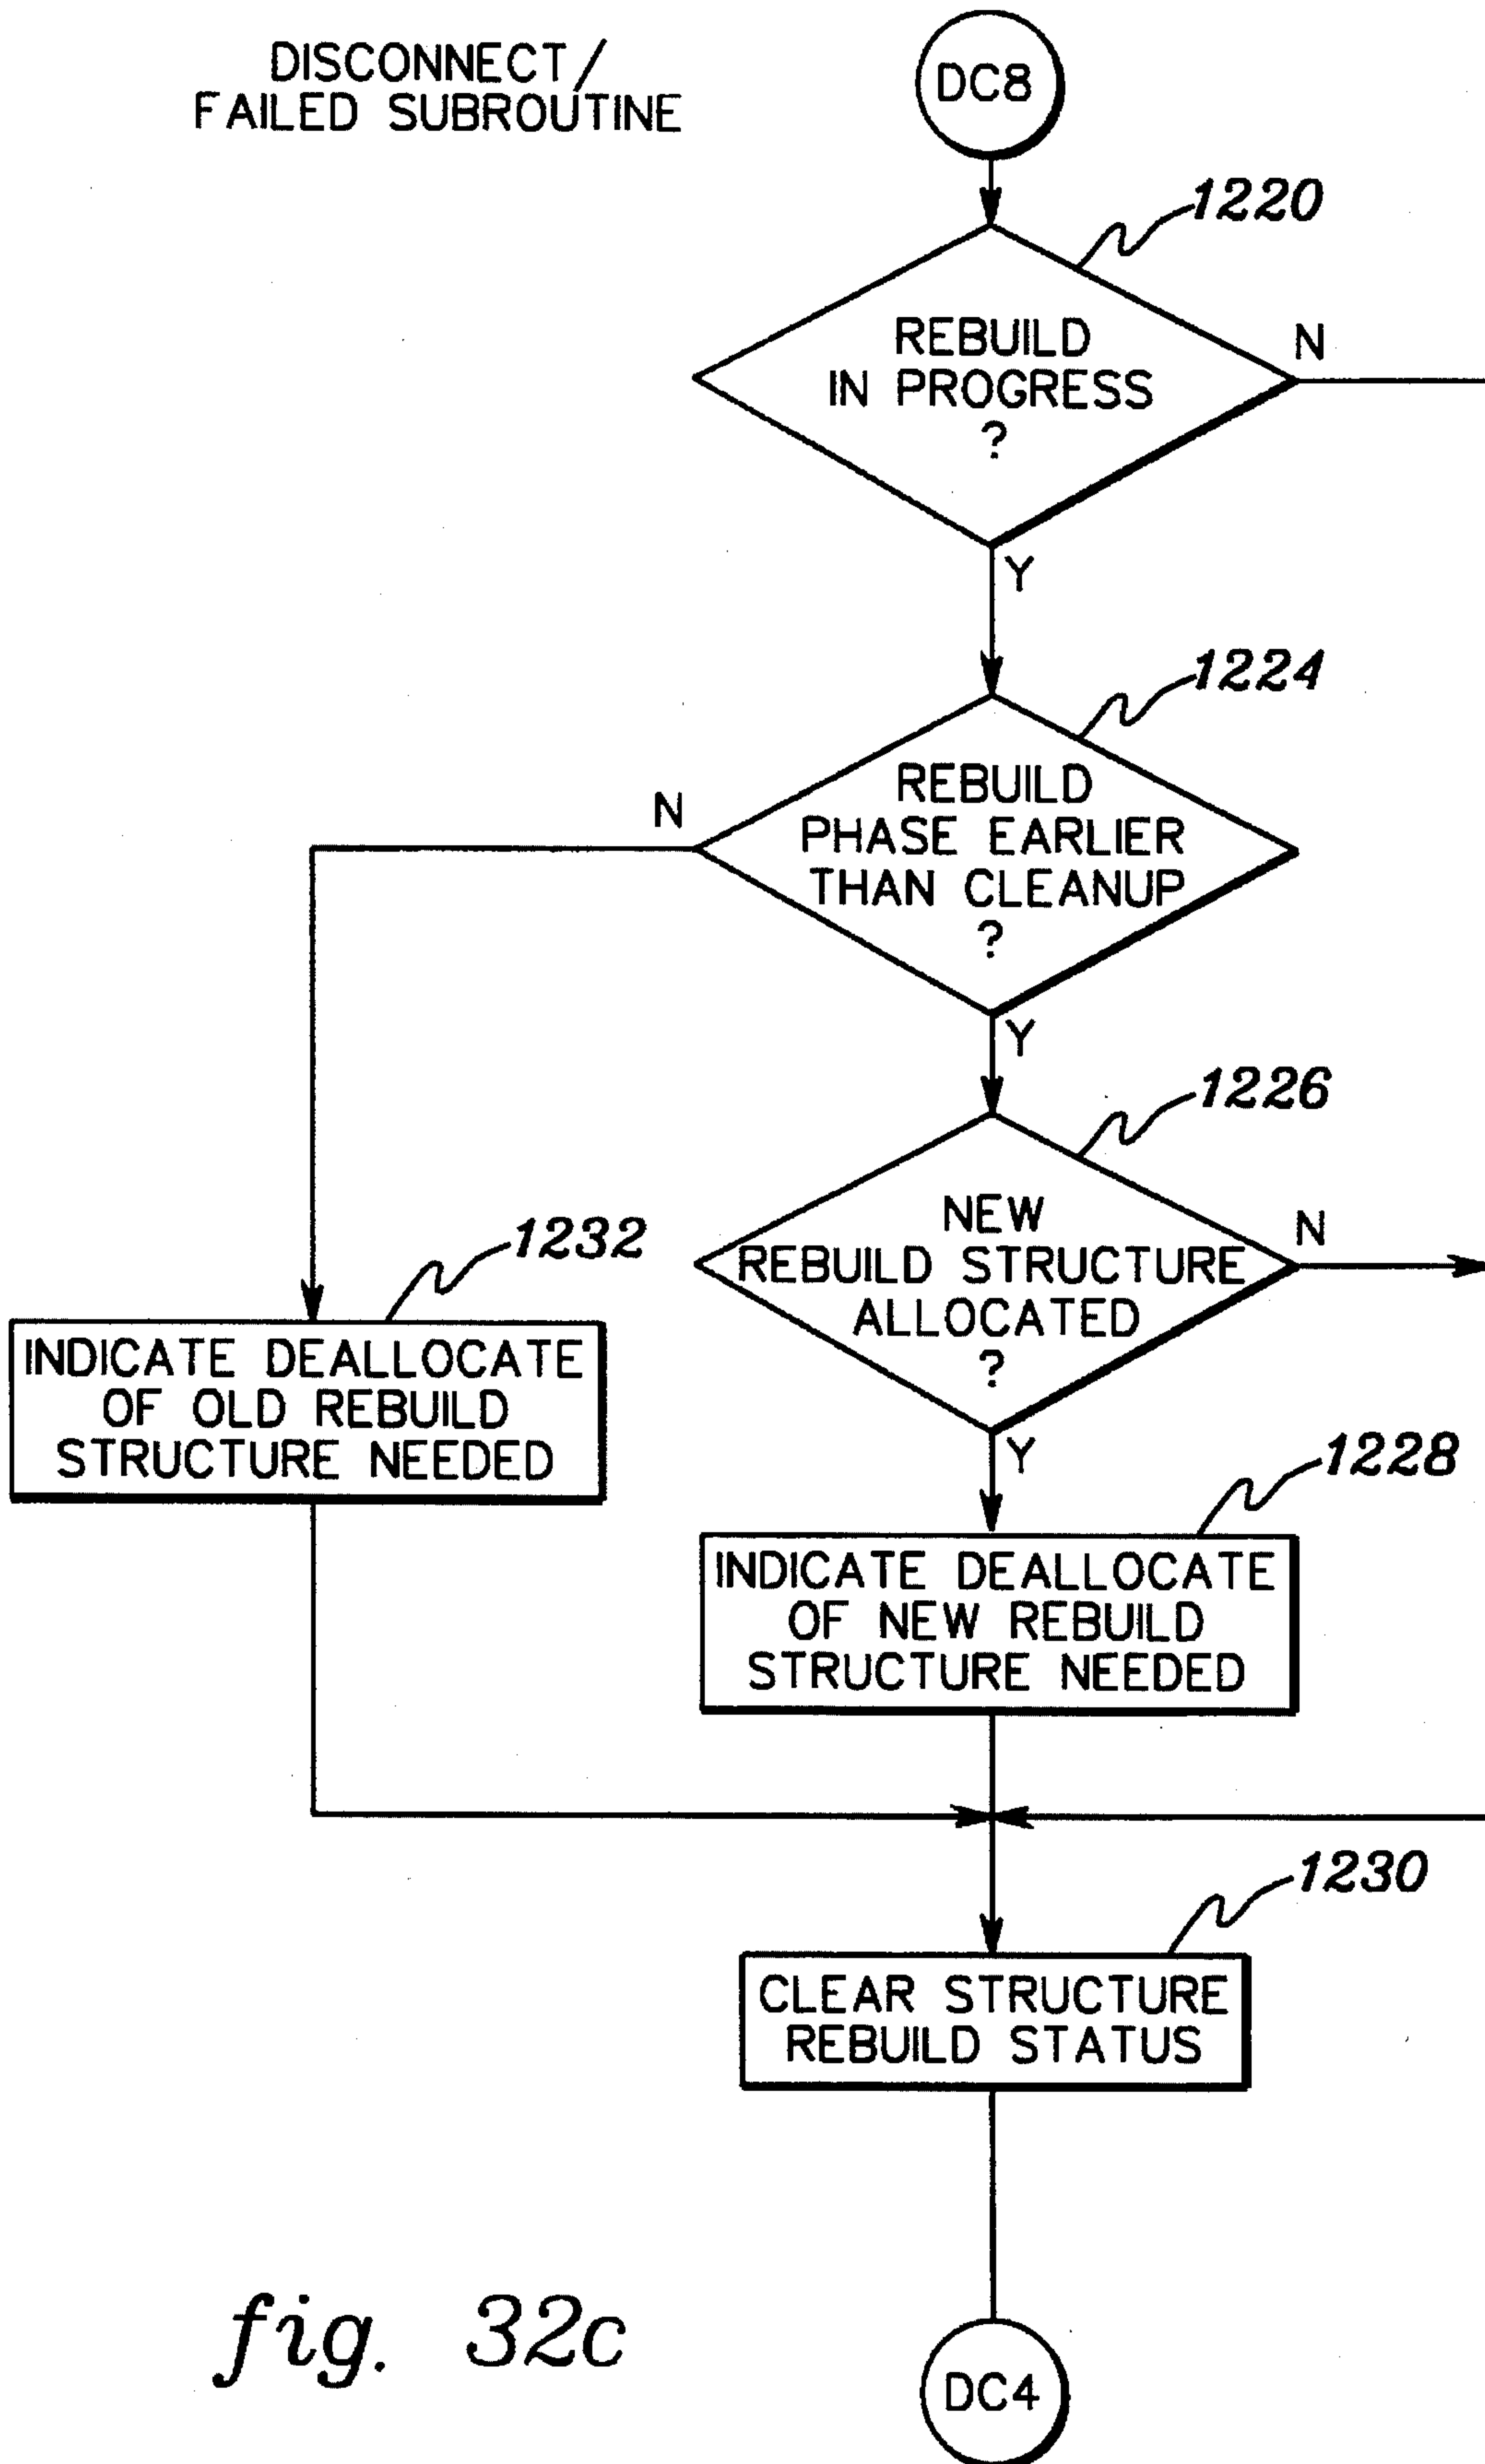 DISCONNECT/
FAILED SUBROUTINE
DC8
1220
REBUILD
IN PROGRESS
?
N
Y
1224
REBUILD
PHASE EARLIER
THAN CLEANUP
?
N
Y
1226
NEW
REBUILD STRUCTURE
ALLOCATED
?
N
Y
1232
INDICATE DEALLOCATE
OF OLD REBUILD
STRUCTURE NEEDED
1228
INDICATE DEALLOCATE
OF NEW REBUILD
STRUCTURE NEEDED
1230
CLEAR STRUCTURE
REBUILD STATUS
DC4
fig. 32c